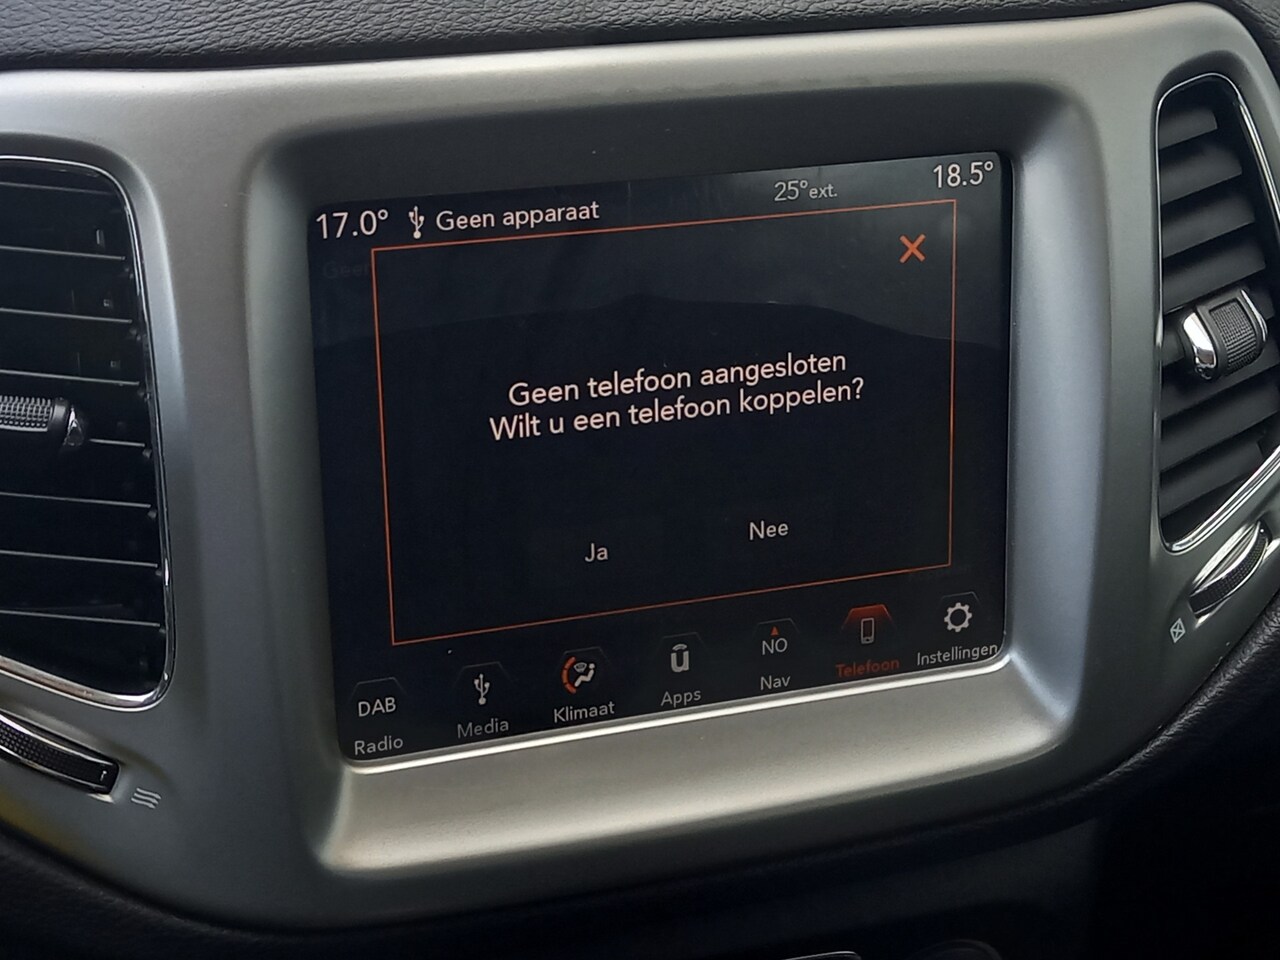 17.0° Geen apparaat 25°ext. 18.5°
Geen telefoon aangesloten
Wilt u een telefoon koppelen?
Ja Nee
DAB NO
Radio Media Klimaat Apps Nav Telefoon Instellingen